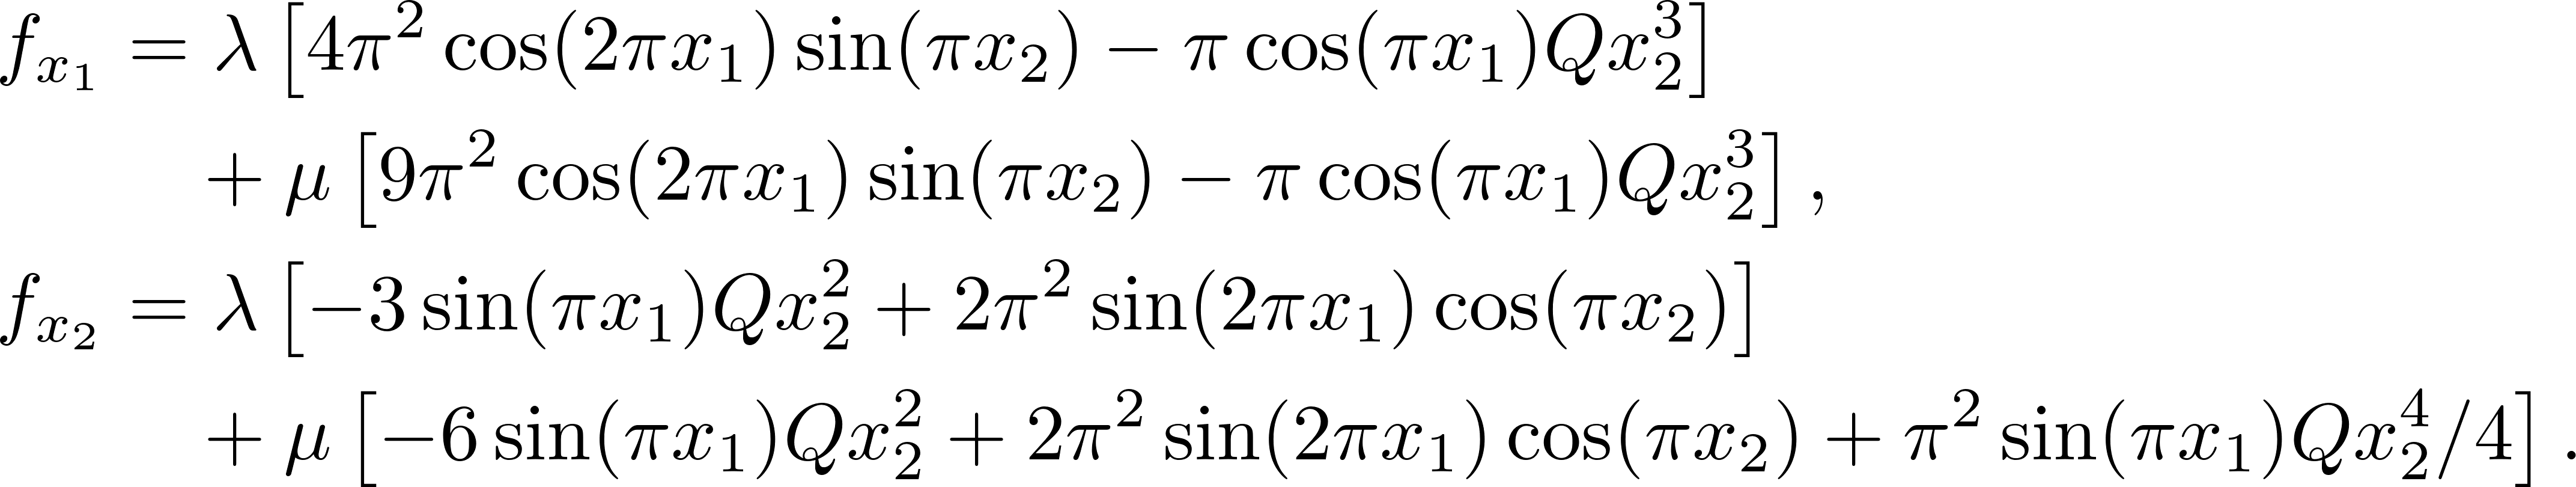 f_{x_1} = λ [4π^2 cos(2πx_1) sin(πx_2) − π cos(πx_1)Qx_2^3]
+ μ [9π^2 cos(2πx_1) sin(πx_2) − π cos(πx_1)Qx_2^3] ,
f_{x_2} = λ [−3 sin(πx_1)Qx_2^2 + 2π^2 sin(2πx_1) cos(πx_2)]
+ μ [−6 sin(πx_1)Qx_2^2 + 2π^2 sin(2πx_1) cos(πx_2) + π^2 sin(πx_1)Qx_2^4/4] .